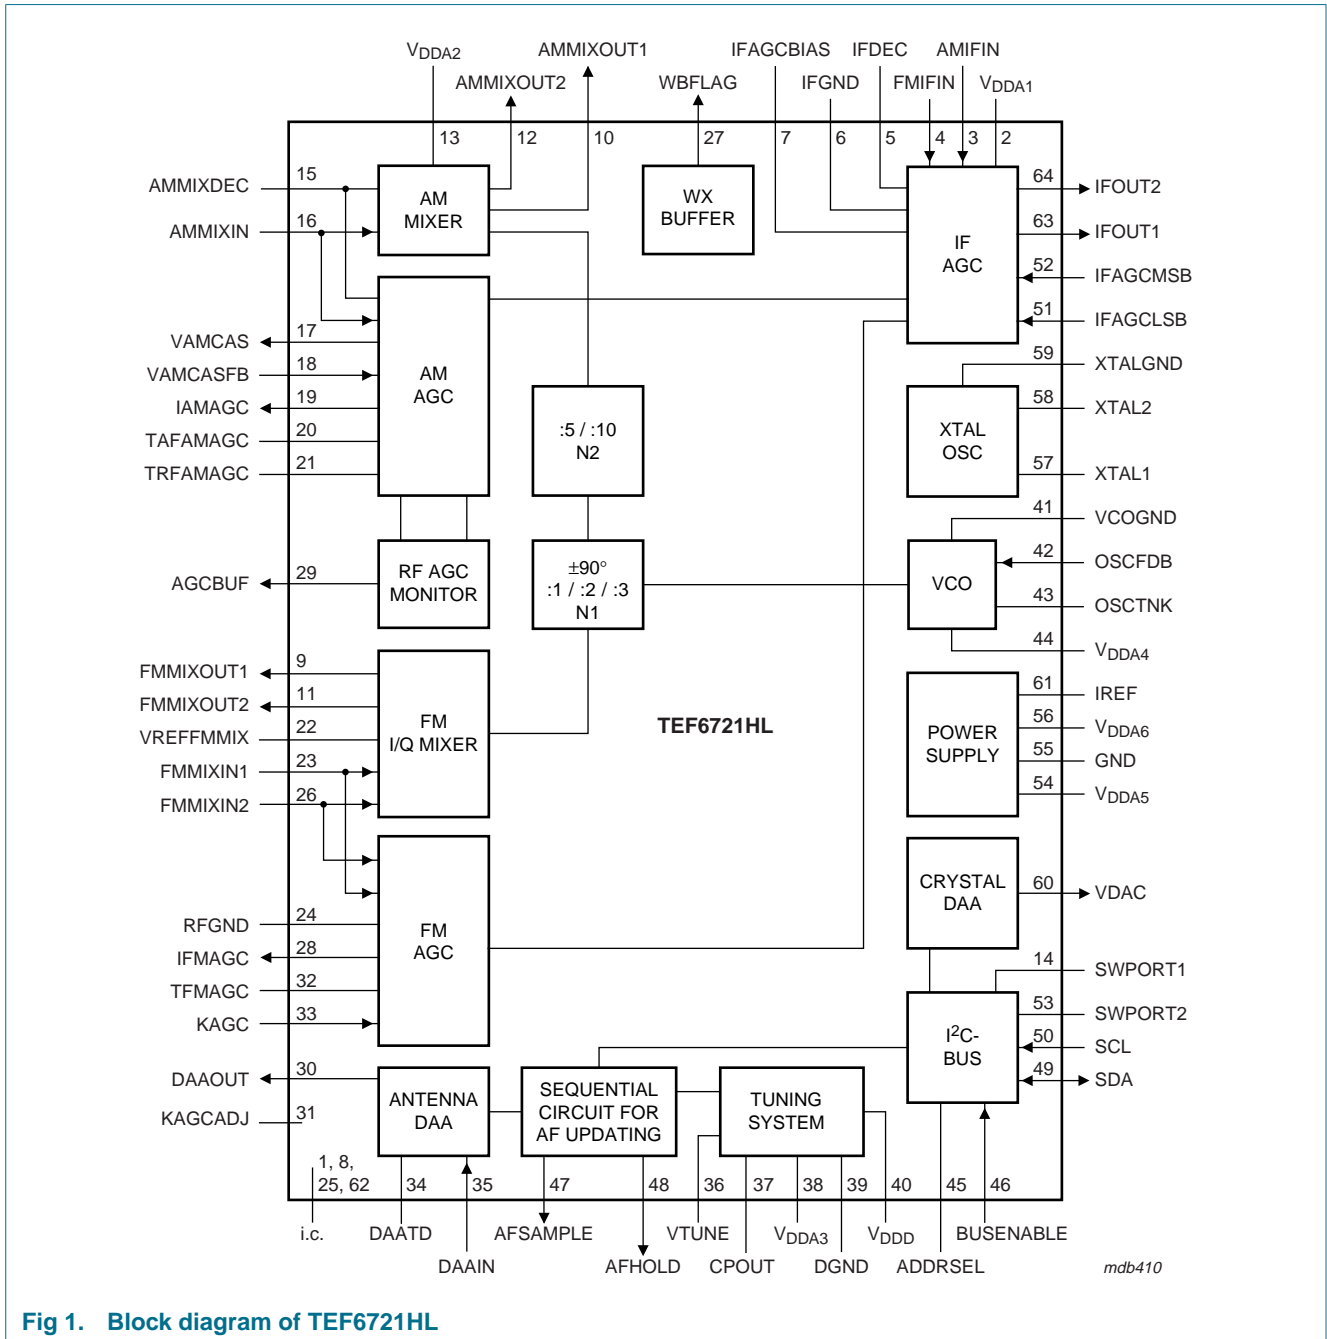 VDDA2
AMMIXOUT1
IFAGCBIAS
IFDEC
AMIFIN
AMMIXOUT2
WBFLAG
IFGND
FMIFIN
VDDA1
13
12
10
27
7
6
5
4
3
2
AMMIXDEC
15
AMMIXIN
16
AM
MIXER
WX
BUFFER
IF
AGC
64
IFOUT2
63
IFOUT1
52
IFAGCMSB
51
IFAGCLSB
VAMCAS
17
VAMCASFB
18
IAMAGC
19
TAFAMAGC
20
TRFAMAGC
21
AM
AGC
:5 / :10
N2
XTAL
OSC
59
XTALGND
58
XTAL2
57
XTAL1
AGCBUF
29
RF AGC
MONITOR
±90°
:1 / :2 / :3
N1
VCO
41
VCOGND
42
OSCFDB
43
OSCTNK
44
VDDA4
FMMIXOUT1
9
FMMIXOUT2
11
VREFFMMIX
22
FMMIXIN1
23
FMMIXIN2
26
FM
I/Q MIXER
TEF6721HL
POWER
SUPPLY
61
IREF
56
VDDA6
55
GND
54
VDDA5
RFGND
24
IFMAGC
28
TFMAGC
32
KAGC
33
FM
AGC
CRYSTAL
DAA
60
VDAC
14
SWPORT1
53
SWPORT2
I2C-
BUS
50
SCL
49
SDA
DAAOUT
30
KAGCADJ
31
ANTENNA
DAA
SEQUENTIAL
CIRCUIT FOR
AF UPDATING
TUNING
SYSTEM
1, 8,
25, 62
34
35
47
48
36
37
38
39
40
45
46
i.c.
DAATD
AFSAMPLE
VTUNE
VDDA3
VDDD
BUSENABLE
DAAIN
AFHOLD
CPOUT
DGND
ADDRSEL
mdb410
Fig 1. Block diagram of TEF6721HL